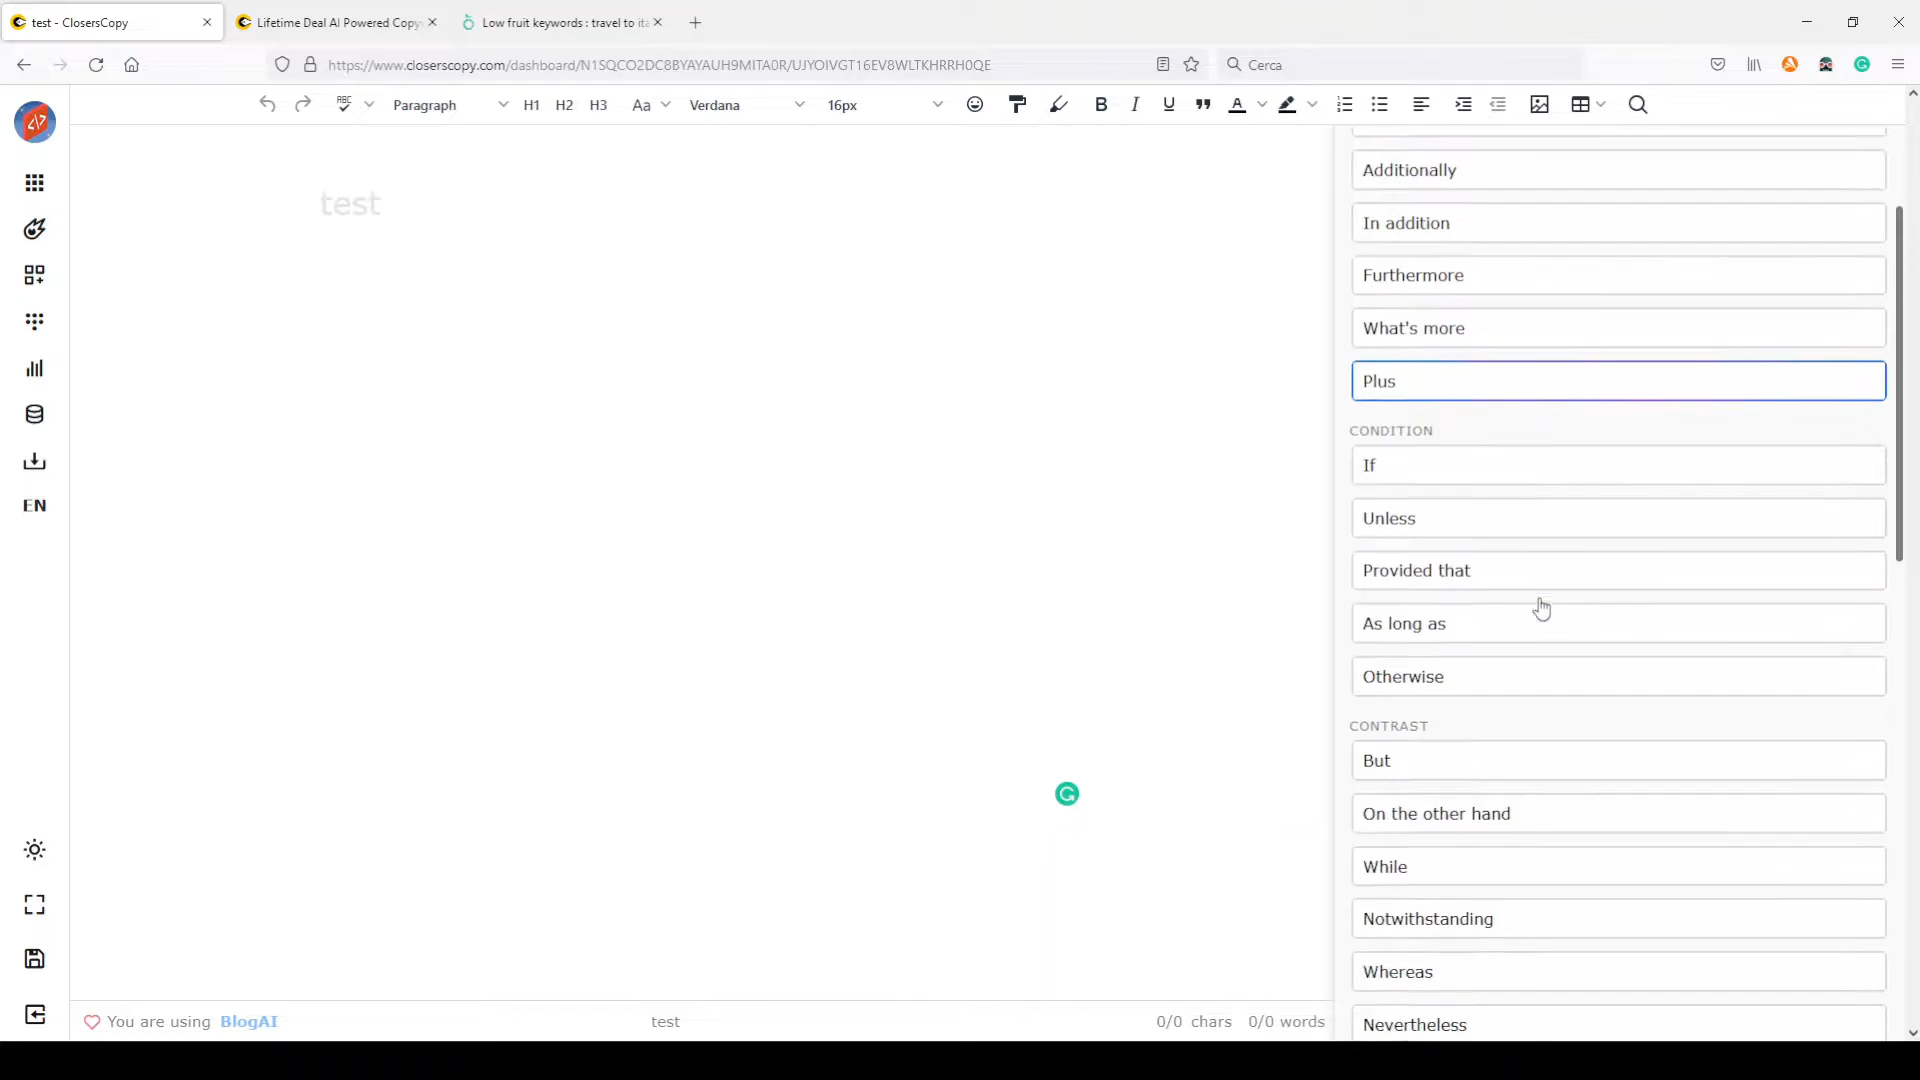 test - ClosersCopy
Lifetime Deal AI Powered Copy
Low fruit keywords : travel to ita
https://www.closerscopy.com/dashboard/N1SQCO2DC8BYAYAUH9MITA0R/UJYOIVGT16EV8WLTKHRRH0QE
Cerca
ABC
Paragraph
H1 H2 H3
Aa
Verdana
16px
B I U
A
test
EN
Additionally
In addition
Furthermore
What's more
Plus
CONDITION
If
Unless
Provided that
As long as
Otherwise
CONTRAST
But
On the other hand
While
Notwithstanding
Whereas
Nevertheless
You are using BlogAI
test
0/0 chars 0/0 words